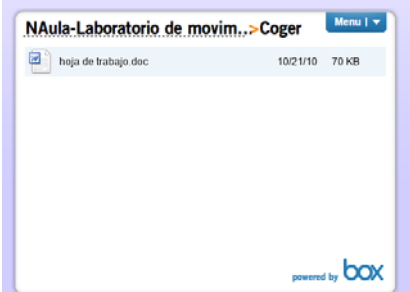 NAula-Laboratorio de movim..>Coger Menu | ▼
hoja de trabajo.doc 10/21/10 70 KB
powered by box